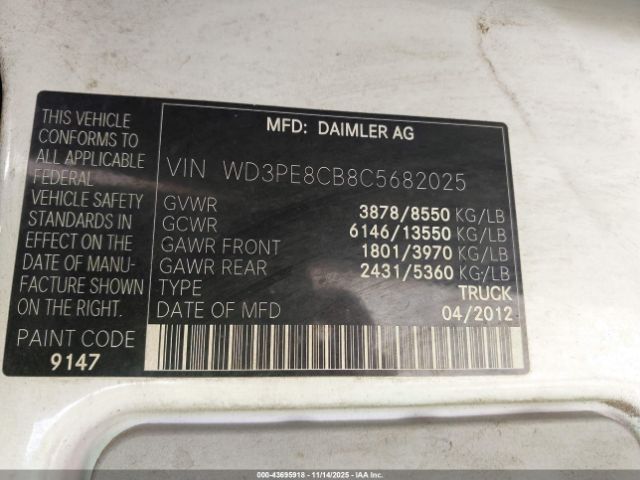 THIS VEHICLE
CONFORMS TO
ALL APPLICABLE
FEDERAL
VEHICLE SAFETY
STANDARDS IN
EFFECT ON THE
DATE OF MANU-
FACTURE SHOWN
ON THE RIGHT.
PAINT CODE
9147
MFD: DAIMLER AG
VIN WD3PE8CB8C5682025
GVWR 3878/8550 KG/LB
GCWR 6146/13550 KG/LB
GAWR FRONT 1801/3970 KG/LB
GAWR REAR 2431/5360 KG/LB
TYPE TRUCK
DATE OF MFD 04/2012
000-43695918 - 11/14/2025 - © IAA Holdings, LLC